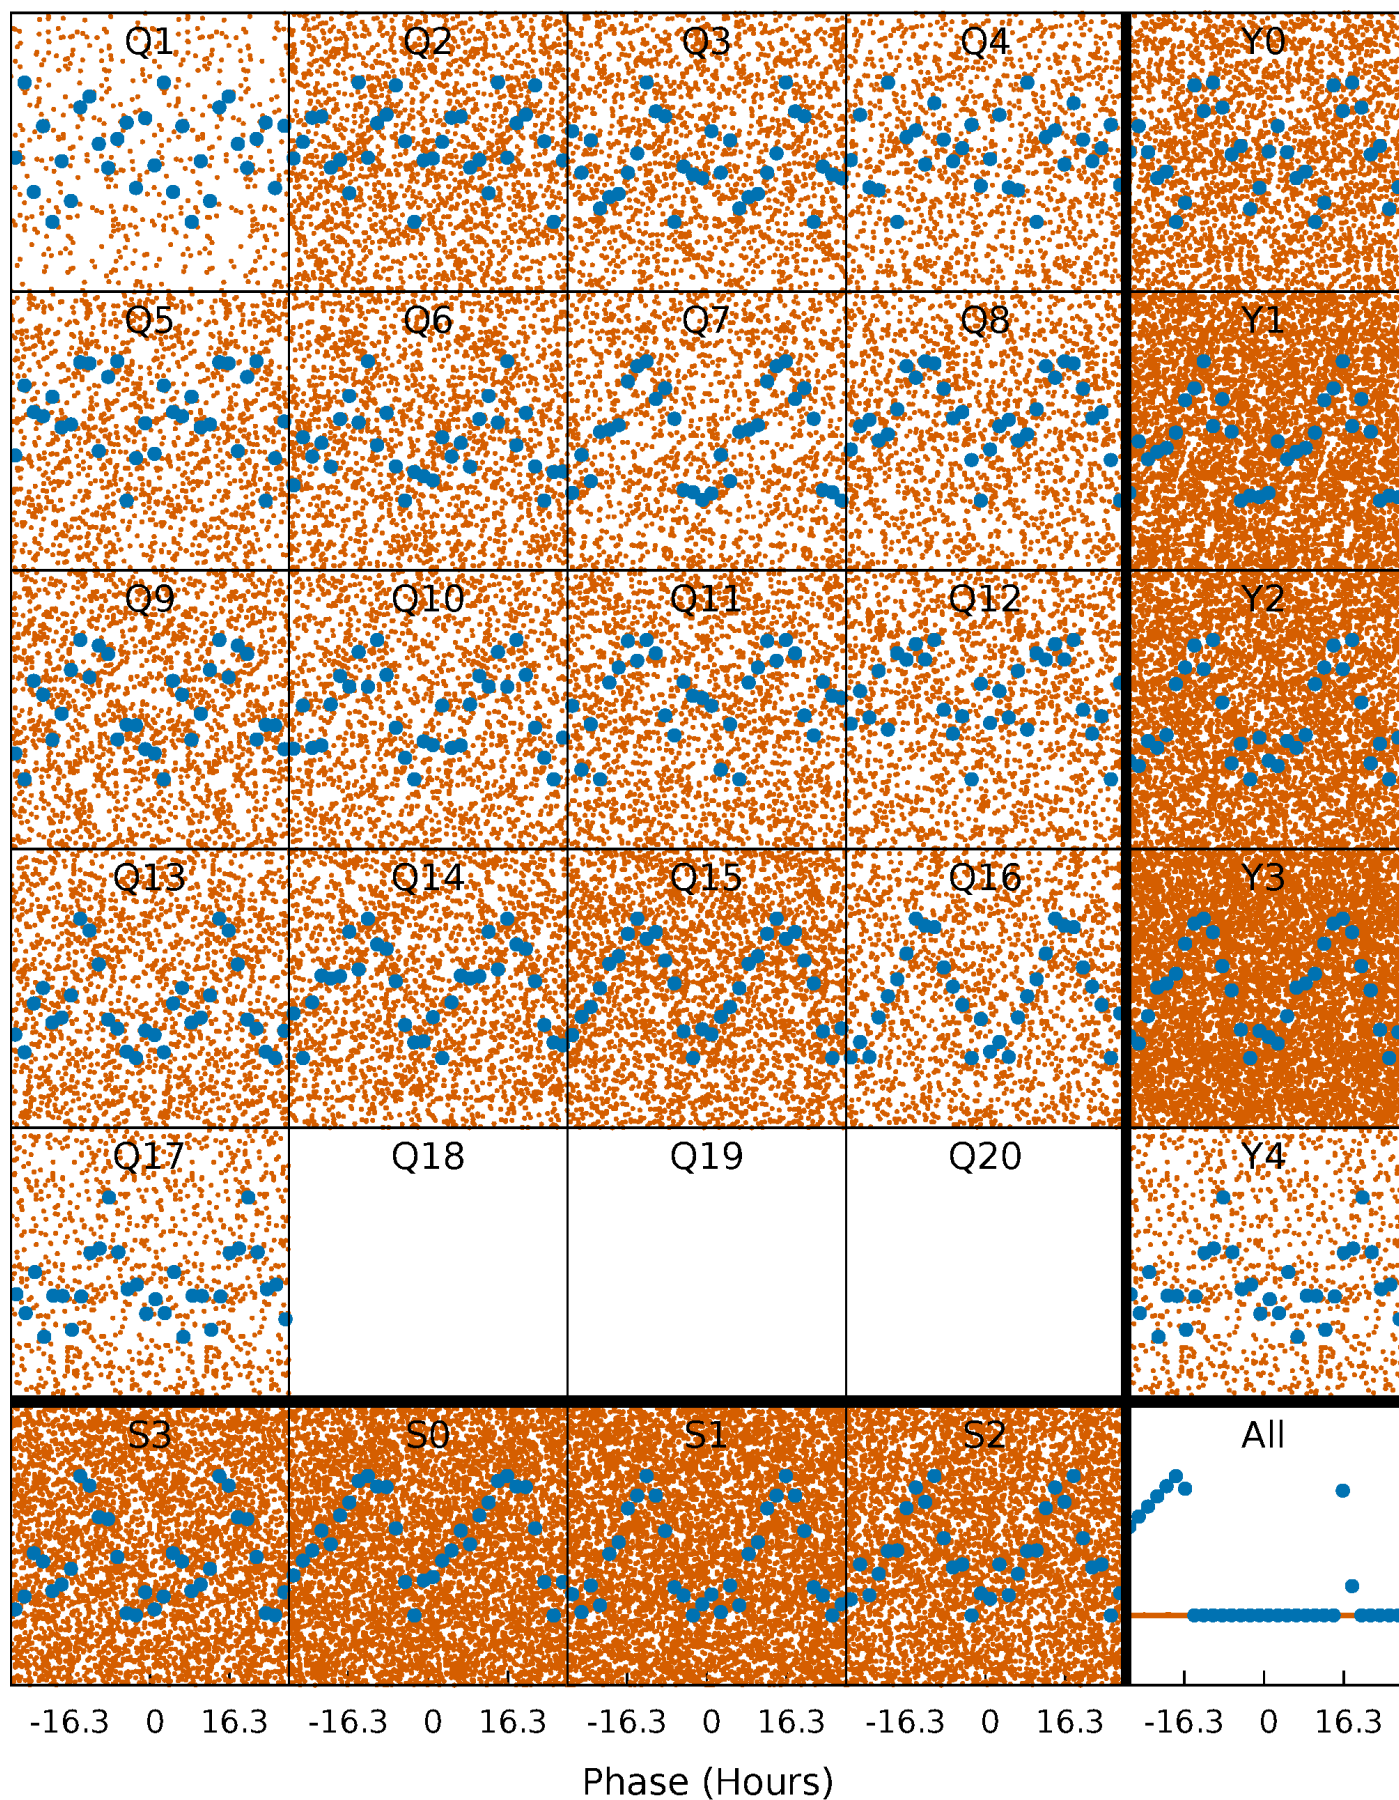 Q1 Q2 Q3 Q4 Y0
Q5 Q6 Q7 Q8 Y1
Q9 Q10 Q11 Q12 Y2
Q13 Q14 Q15 Q16 Y3
Q17 Q18 Q19 Q20 Y4
S3 S0 S1 S2 All
-16.3 0 16.3 -16.3 0 16.3 -16.3 0 16.3 -16.3 0 16.3 -16.3 0 16.3
Phase (Hours)